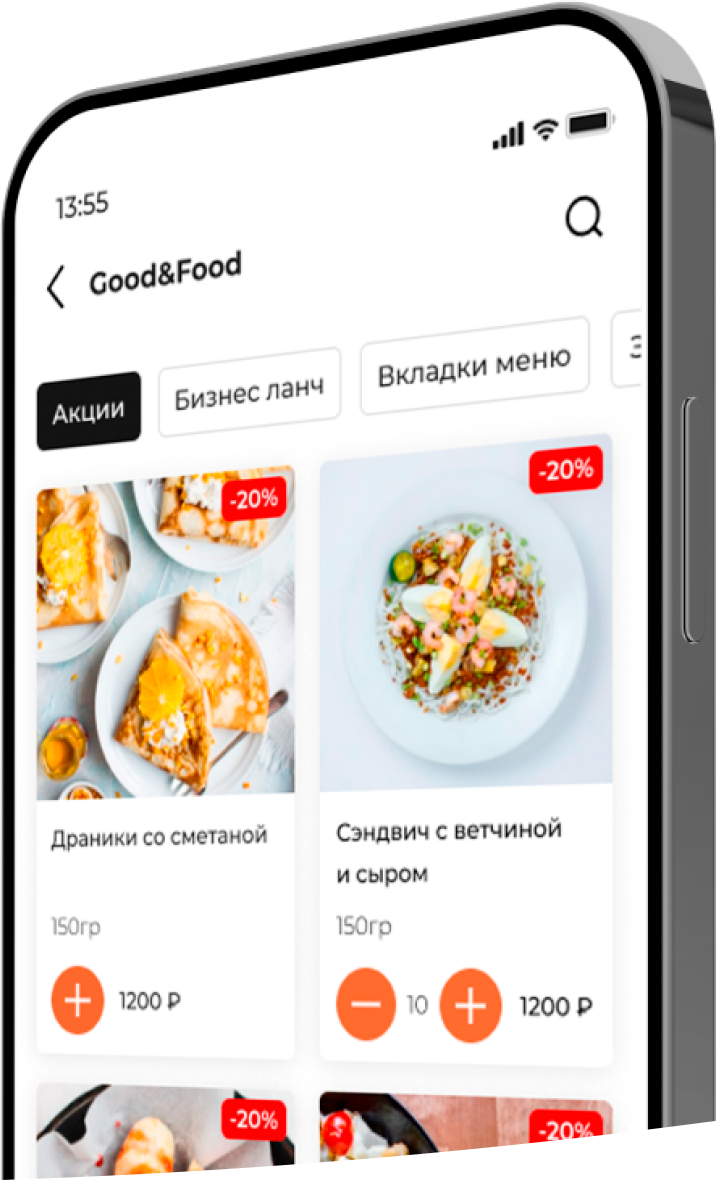 13:55
Good&Food
Акции
Бизнес ланч
Вкладки меню
-20%
-20%
Драники со сметаной
Сэндвич с ветчиной
и сыром
150гр
150гр
1200 ₽
10
1200 ₽
-20%
-20%